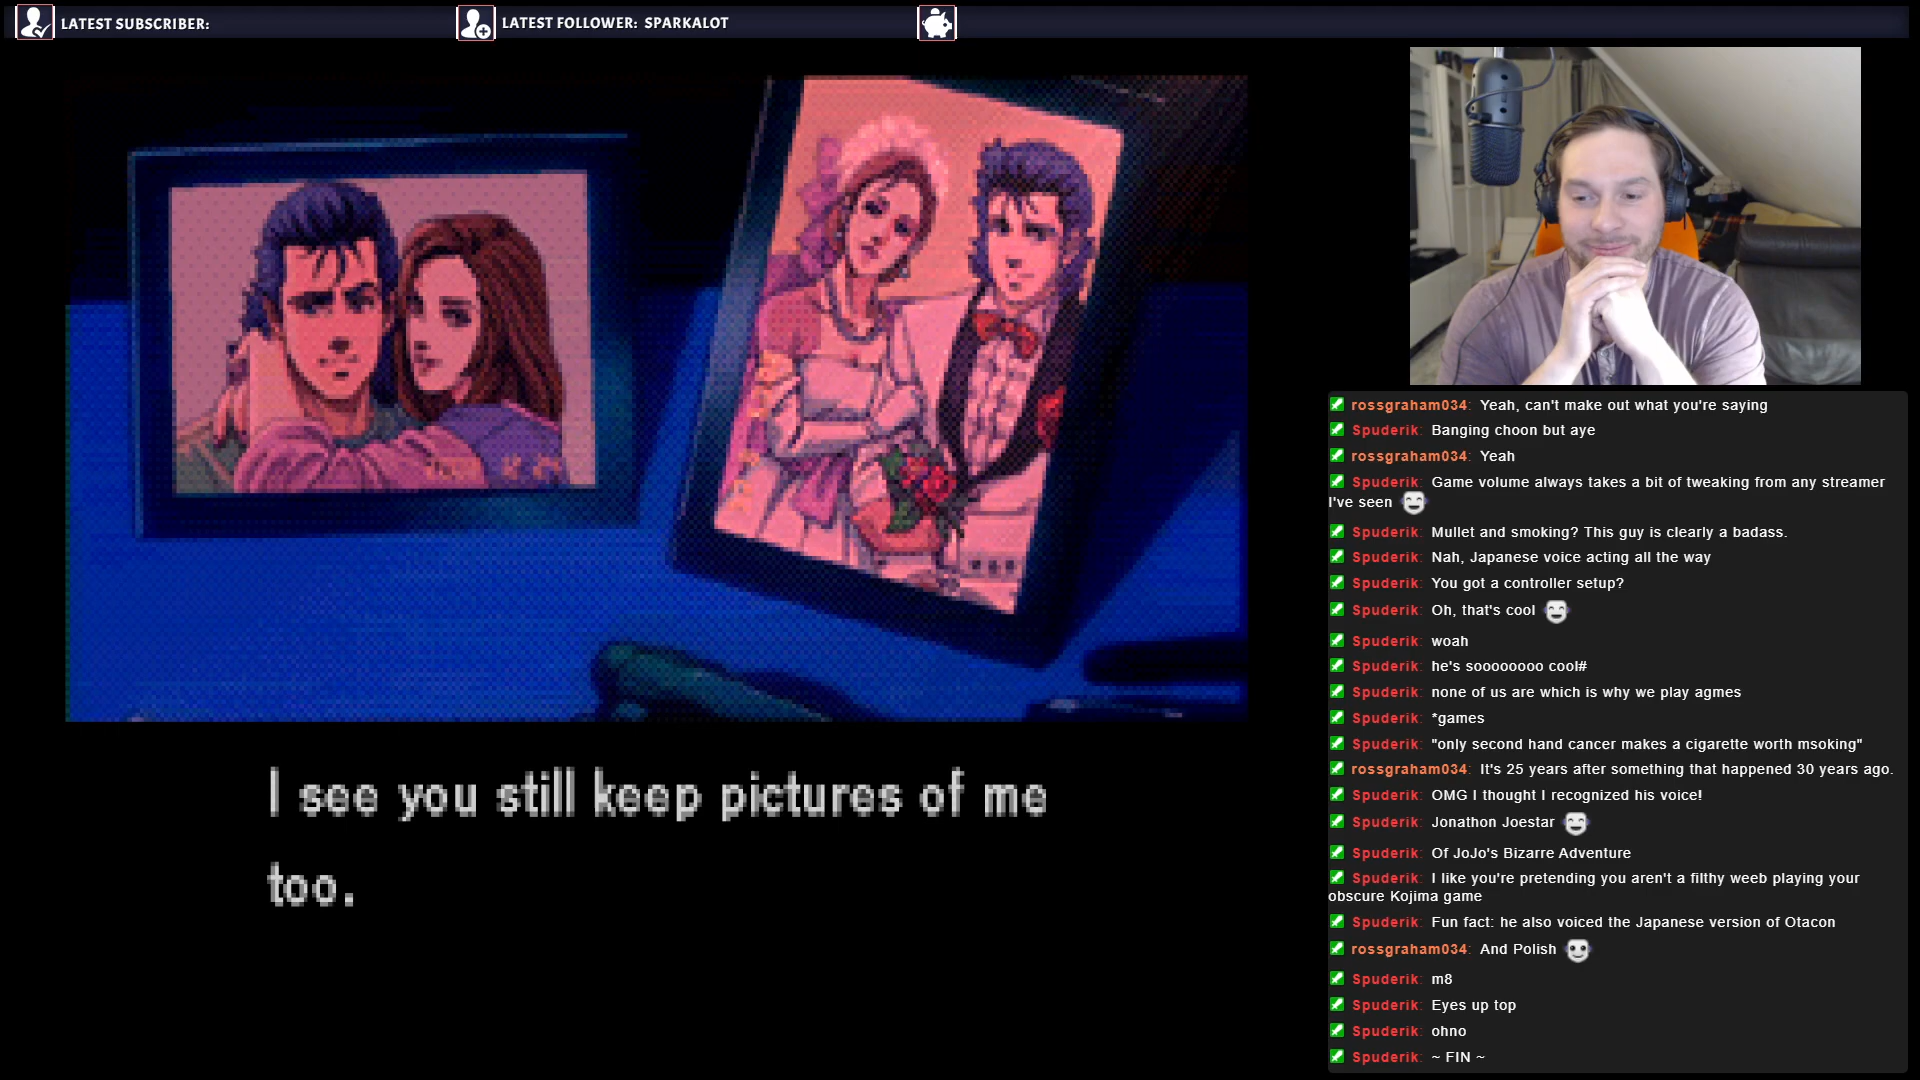 LATEST SUBSCRIBER:
LATEST FOLLOWER: SPARKALOT
I see you still keep pictures of me
too.
rossgraham034: Yeah, can't make out what you're saying
Spuderik: Banging choon but aye
rossgraham034: Yeah
Spuderik: Game volume always takes a bit of tweaking from any streamer
I've seen
Spuderik: Mullet and smoking? This guy is clearly a badass.
Spuderik: Nah, Japanese voice acting all the way
Spuderik: You got a controller setup?
Spuderik: Oh, that's cool
Spuderik: woah
Spuderik: he's soooooooo cool#
Spuderik: none of us are which is why we play agmes
Spuderik: *games
Spuderik: "only second hand cancer makes a cigarette worth msoking"
rossgraham034: It's 25 years after something that happened 30 years ago.
Spuderik: OMG I thought I recognized his voice!
Spuderik: Jonathon Joestar
Spuderik: Of JoJo's Bizarre Adventure
Spuderik: I like you're pretending you aren't a filthy weeb playing your
obscure Kojima game
Spuderik: Fun fact: he also voiced the Japanese version of Otacon
rossgraham034: And Polish
Spuderik: m8
Spuderik: Eyes up top
Spuderik: ohno
Spuderik: ~ FIN ~